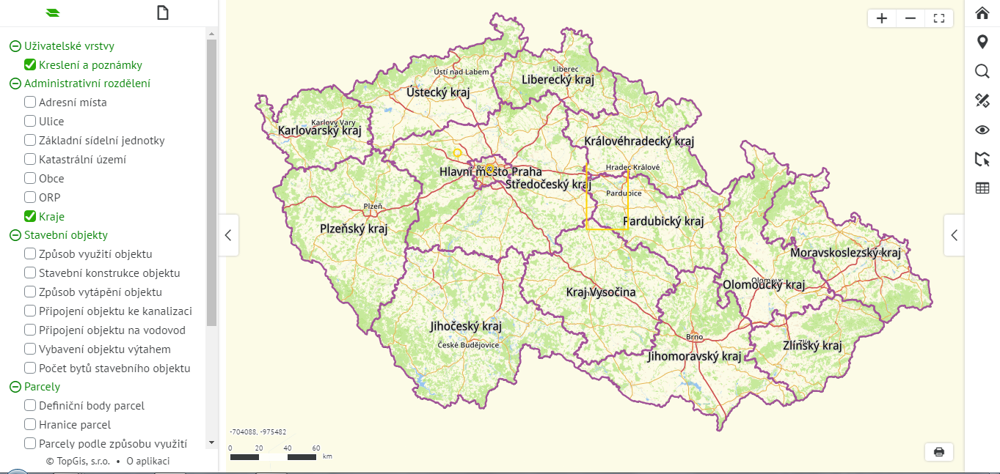 Uživatelské vrstvy
Kreslení a poznámky
Administrativní rozdělení
Adresní místa
Ulice
Základní sídelní jednotky
Katastrální území
Obce
ORP
Kraje
Stavební objekty
Způsob využití objektu
Stavební konstrukce objektu
Způsob vytápění objektu
Připojení objektu ke kanalizaci
Připojení objektu na vodovod
Vybavení objektu výtahem
Počet bytů stavebního objektu
Parcely
Definiční body parcel
Hranice parcel
Parcely podle způsobu využití
© TopGis, s.r.o. • O aplikaci
Ústí nad Labem
Liberec
Liberecký kraj
Ústecký kraj
Karlovy Vary
Karlovarský kraj
Královéhradecký kraj
Hradec Králové
Hlavní město Praha
Středočeský kraj
Pardubice
Plzeň
Pardubický kraj
Plzeňský kraj
Moravskoslezský kraj
Olomoucký kraj
Kraj Vysočina
Jihočeský kraj
České Budějovice
Brno
Zlínský kraj
Jihomoravský kraj
-704088, -975482
0 20 40 60
km